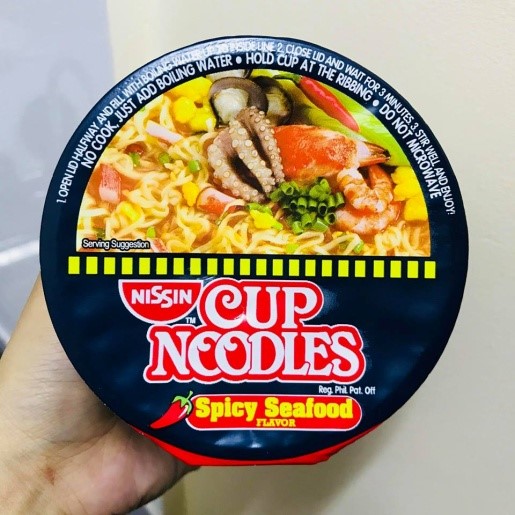 1. OPEN LID HALFWAY AND FILL WITH BOILING WATER UP TO INSIDE LINE 2. CLOSE LID AND WAIT FOR 3 MINUTES 3. STIR WELL AND ENJOY!
NO COOK. JUST ADD BOILING WATER • HOLD CUP AT THE RIBBING • DO NOT MICROWAVE
Serving Suggestion
NISSIN
TM
CUP
NOODLES
Reg. Phil. Pat. Off
Spicy Seafood
FLAVOR